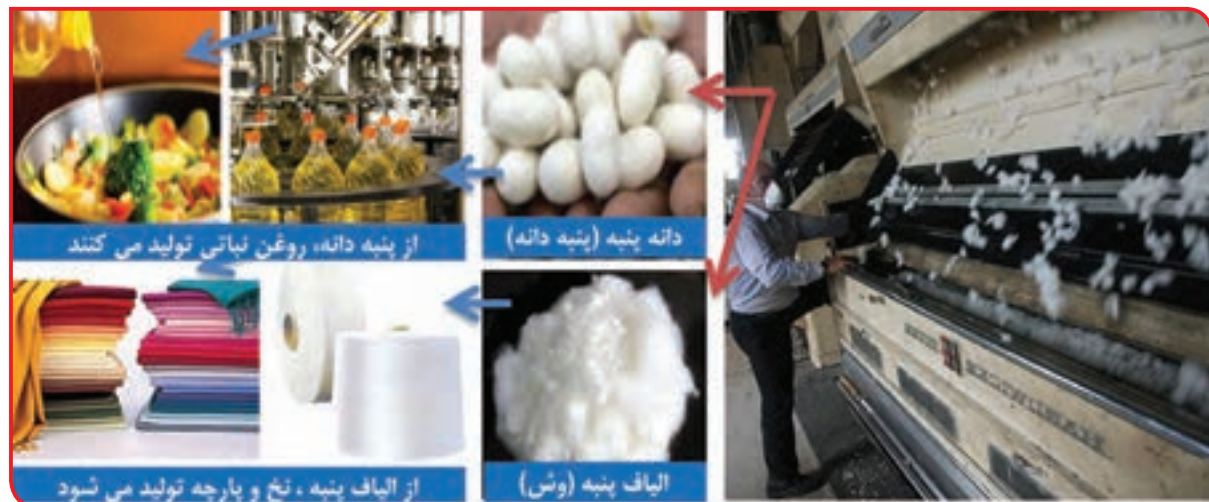 دانه پنبه (پنبه دانه)
از پنبه دانه، روغن نباتی تولید می کنند
الیاف پنبه (وش)
از الیاف پنبه ، نخ و پارچه تولید می شود